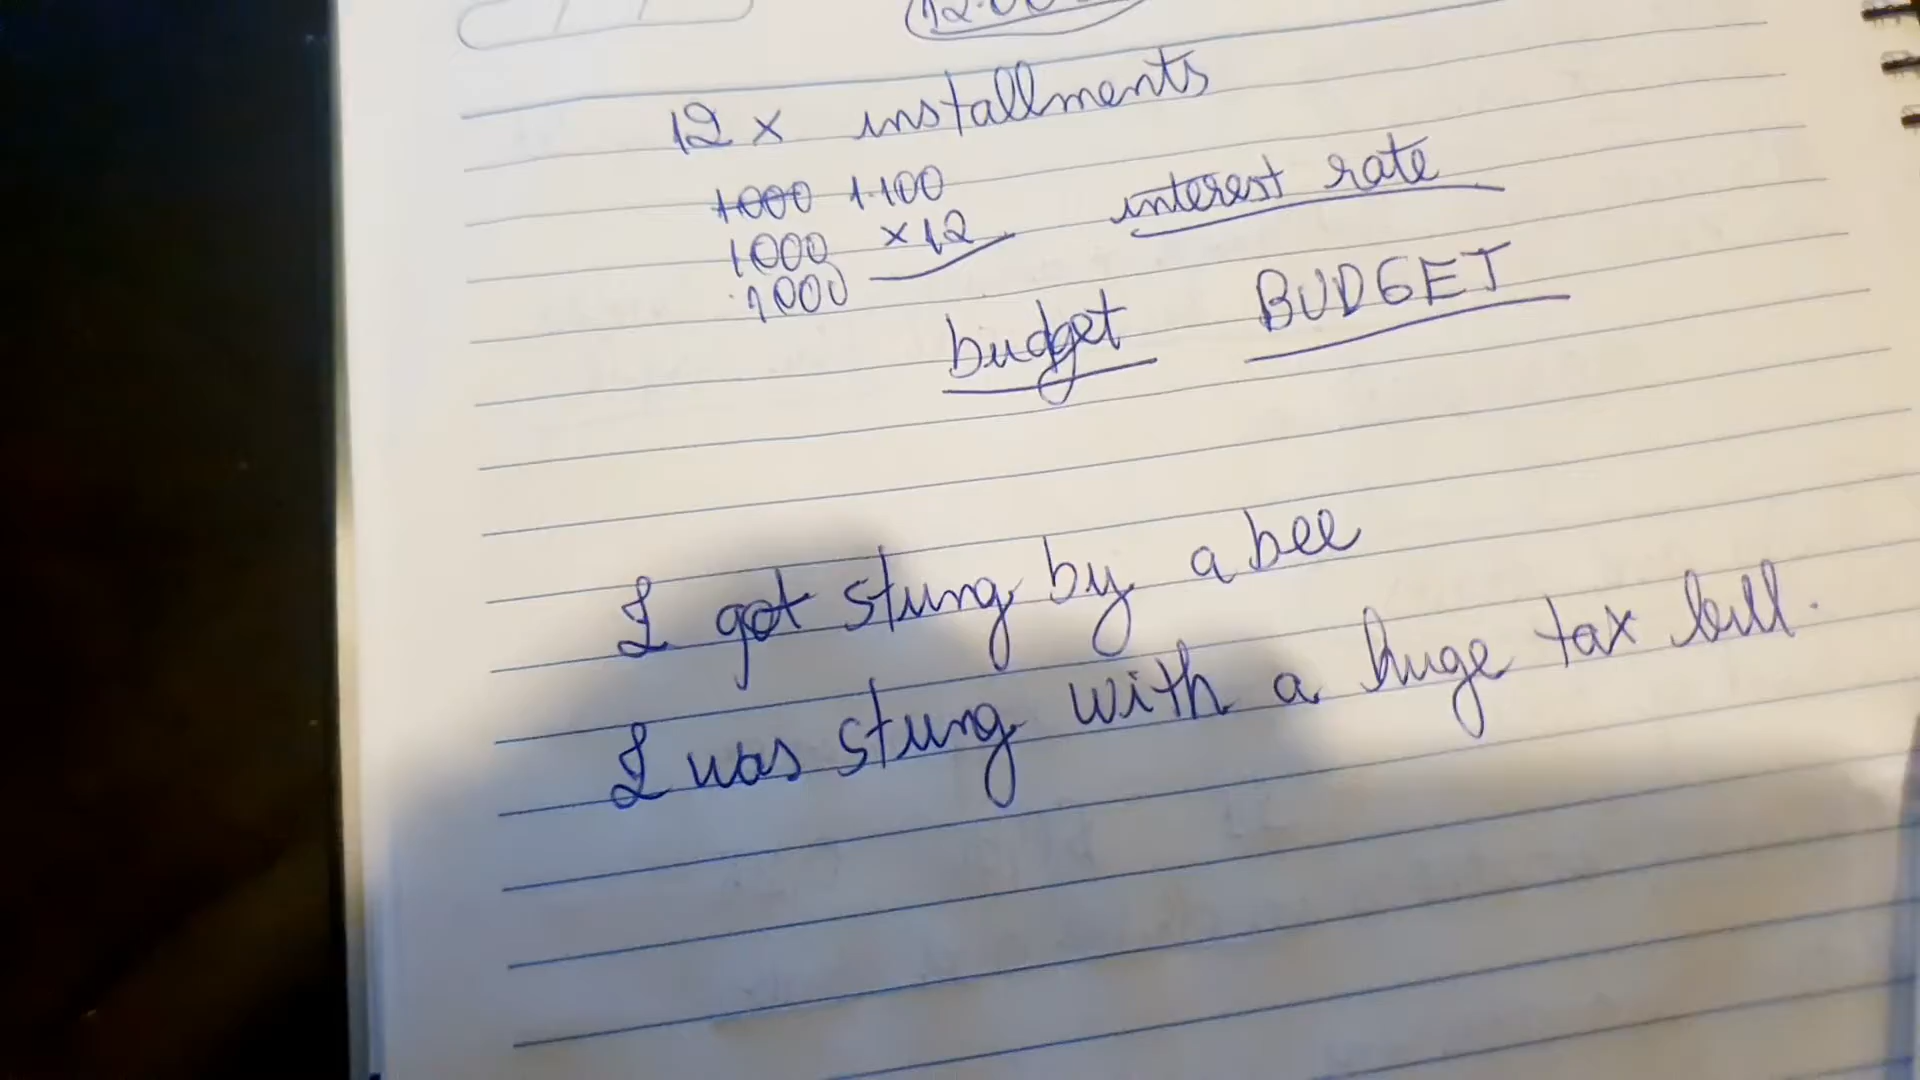 12 x installments
1000 1.100
1000 x12
1000
interest rate
budget BUDGET
I got stung by a bee
I was stung with a huge tax bill.